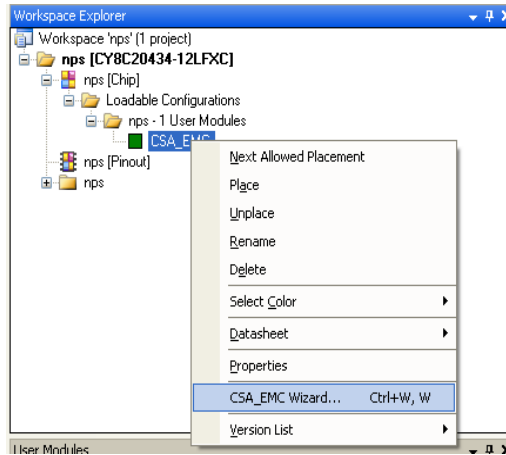 Workspace Explorer
Workspace 'nps' (1 project)
nps [CY8C20434-12LFXC]
nps [Chip]
Loadable Configurations
nps - 1 User Modules
CSA_EMC
nps [Pinout]
nps
Next Allowed Placement
Place
Unplace
Rename
Delete
Select Color
Datasheet
Properties
CSA_EMC Wizard... Ctrl+W, W
Version List
User Modules